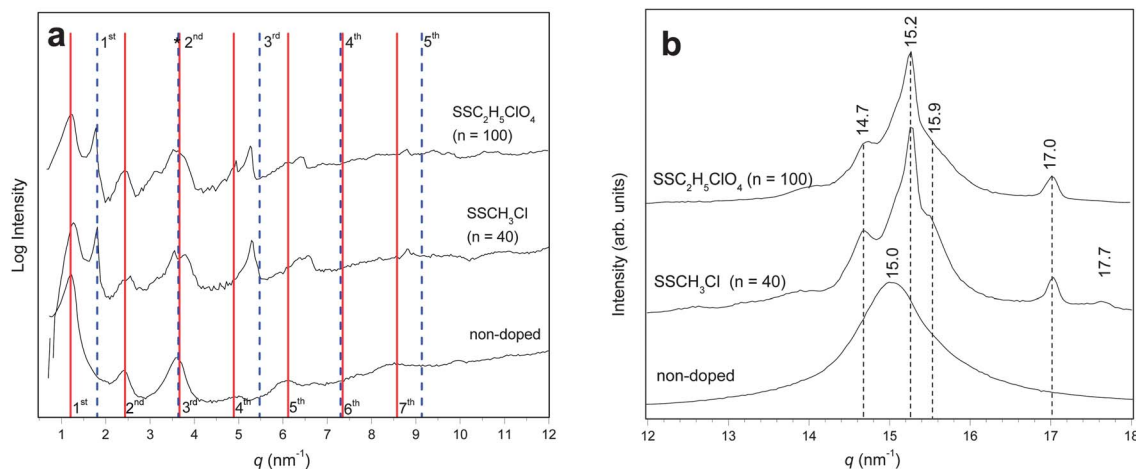 a
1st
* 2nd
3rd
4th
5th
SSC2H5ClO4
(n = 100)
SSCH3Cl
(n = 40)
non-doped
1st
2nd
3rd
4th
5th
6th
7th
1 2 3 4 5 6 7 8 9 10 11 12
q (nm-1)
Log Intensity
b
15.2
14.7
15.9
17.0
SSC2H5ClO4 (n = 100)
SSCH3Cl (n = 40)
15.0
17.7
non-doped
12 13 14 15 16 17 18
q (nm-1)
Intensity (arb. units)